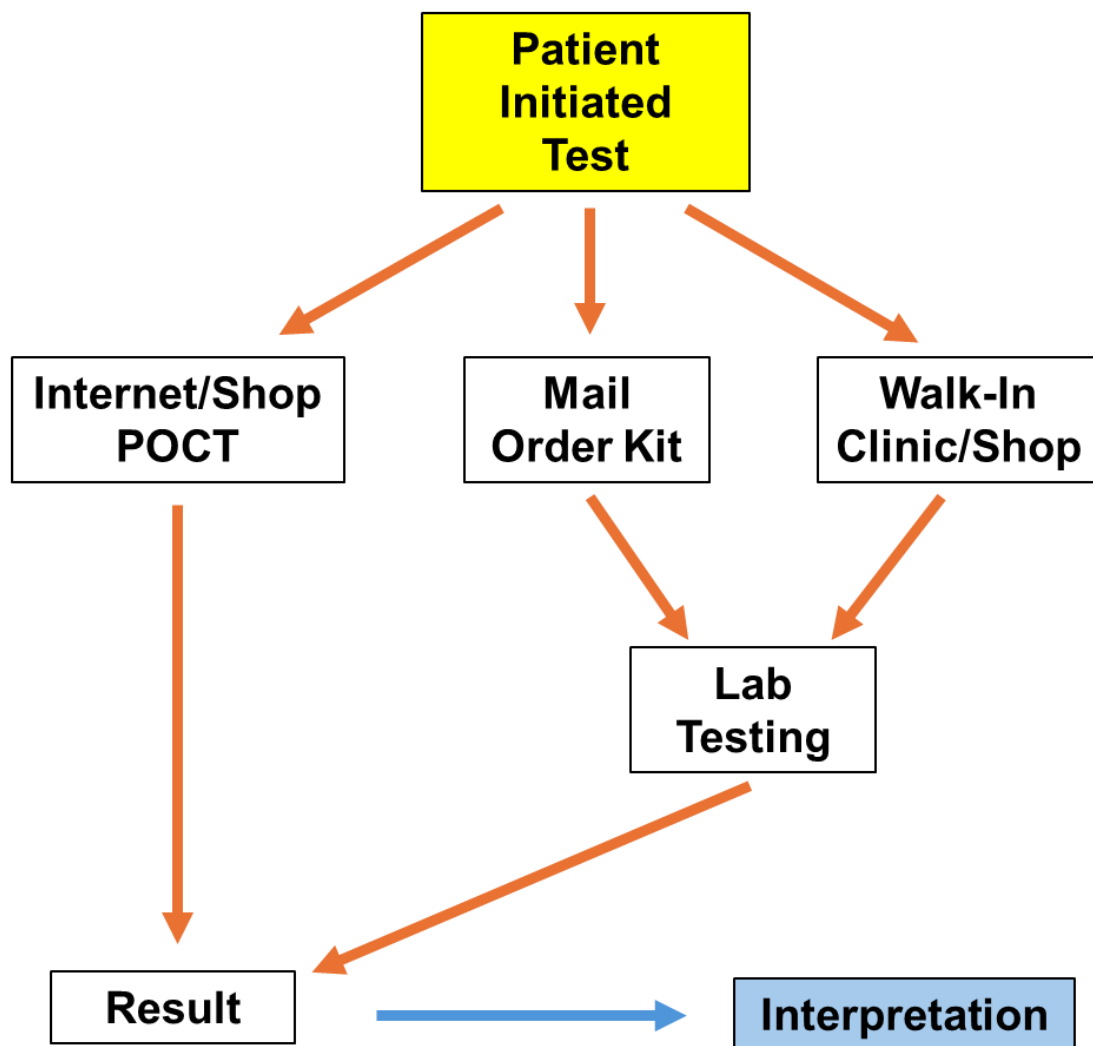 Patient
Initiated
Test
Internet/Shop
POCT
Mail
Order Kit
Walk-In
Clinic/Shop
Lab
Testing
Result
Interpretation